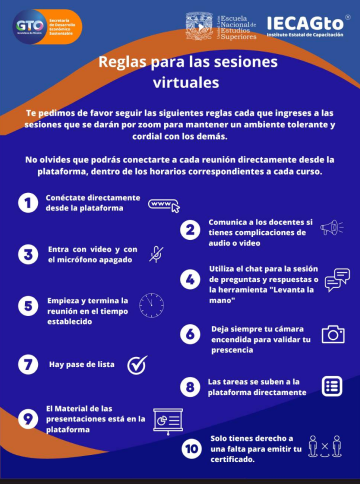 GTO
Secretaría
de Desarrollo
Económico
Sustentable
Escuela
Nacional de
Estudios
Superiores
IECAGto®
Instituto Estatal de Capacitación
Reglas para las sesiones
virtuales
Te pedimos de favor seguir las siguientes reglas cada que ingreses a las
sesiones que se darán por zoom para mantener un ambiente tolerante y
cordial con los demás.
No olvides que podrás conectarte a cada reunión directamente desde la
plataforma, dentro de los horarios correspondientes a cada curso.
1 Conéctate directamente
desde la plataforma
www
2 Comunica a los docentes si
tienes complicaciones de
audio o video
3 Entra con video y con
el micrófono apagado
4 Utiliza el chat para la sesión
de preguntas y respuestas o
la herramienta "Levanta la
mano"
5 Empieza y termina la
reunión en el tiempo
establecido
6 Deja siempre tu cámara
encendida para validar tu
prescencia
7 Hay pase de lista
8 Las tareas se suben a la
plataforma directamente
9 El Material de las
presentaciones está en la
plataforma
10 Solo tienes derecho a
una falta para emitir tu
certificado.